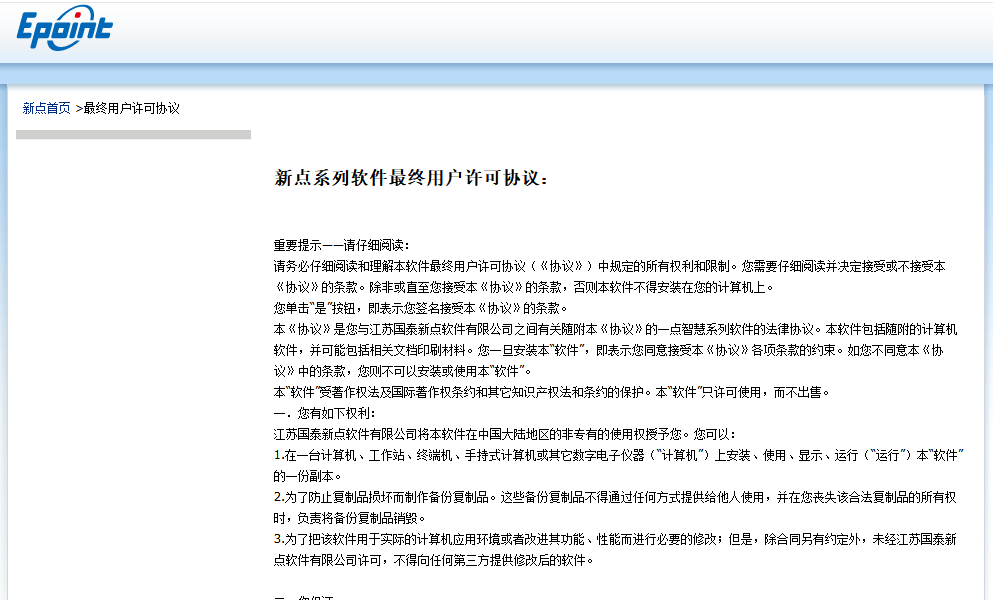 Epoint
新点首页 >最终用户许可协议
新点系列软件最终用户许可协议：
重要提示——请仔细阅读：
请务必仔细阅读和理解本软件最终用户许可协议（《协议》）中规定的所有权利和限制。您需要仔细阅读并决定接受或不接受本
《协议》的条款。除非或直至您接受本《协议》的条款，否则本软件不得安装在您的计算机上。
您单击“是”按钮，即表示您签名接受本《协议》的条款。
本《协议》是您与江苏国泰新点软件有限公司之间有关随附本《协议》的一点智慧系列软件的法律协议。本软件包括随附的计算机
软件，并可能包括相关文档印刷材料。您一旦安装本“软件”，即表示您同意接受本《协议》各项条款的约束。如您不同意本《协
议》中的条款，您则不可以安装或使用本“软件”。
本“软件”受著作权法及国际著作权条约和其它知识产权法和条约的保护。本“软件”只许可使用，而不出售。
一．您有如下权利：
江苏国泰新点软件有限公司将本软件在中国大陆地区的非专有的使用权授予您。您可以：
1.在一台计算机、工作站、终端机、手持式计算机或其它数字电子仪器（“计算机”）上安装、使用、显示、运行（“运行”）本“软件”
的一份副本。
2.为了防止复制品损坏而制作备份复制品。这些备份复制品不得通过任何方式提供给他人使用，并在您丧失该合法复制品的所有权
时，负责将备份复制品销毁。
3.为了把该软件用于实际的计算机应用环境或者改进其功能、性能而进行必要的修改；但是，除合同另有约定外，未经江苏国泰新
点软件有限公司许可，不得向任何第三方提供修改后的软件。